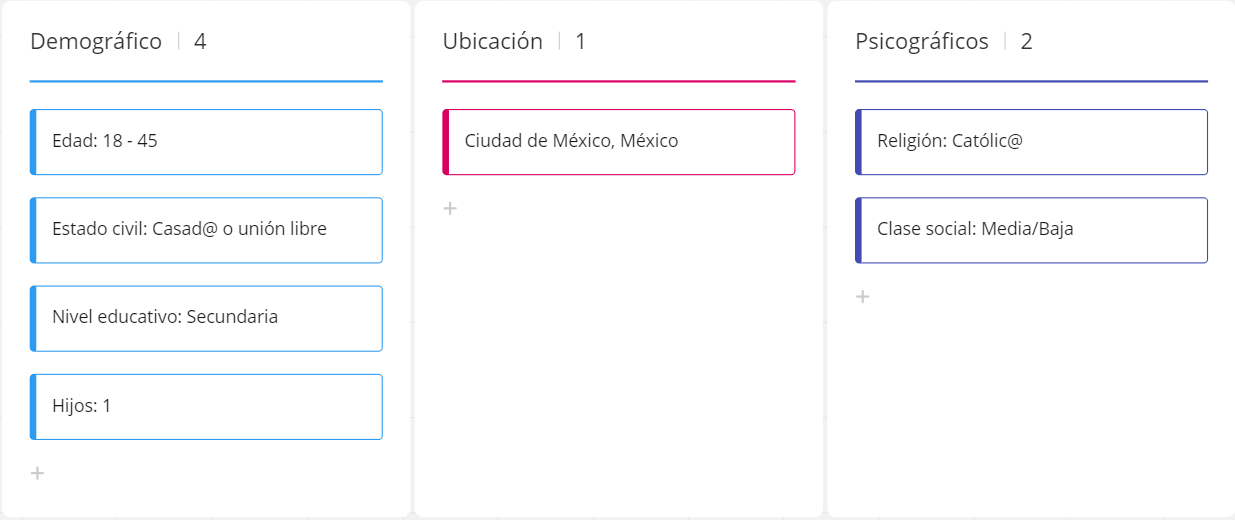 Demográfico | 4
Edad: 18 - 45
Estado civil: Casad@ o unión libre
Nivel educativo: Secundaria
Hijos: 1
+
Ubicación | 1
Ciudad de México, México
+
Psicográficos | 2
Religión: Católic@
Clase social: Media/Baja
+